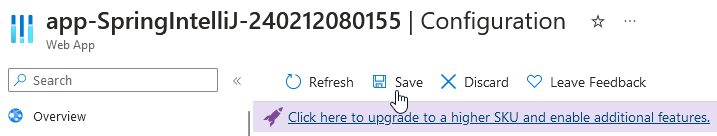 app-SpringIntelliJ-240212080155 | Configuration
Web App
Search
Refresh Save Discard Leave Feedback
Overview
Click here to upgrade to a higher SKU and enable additional features.